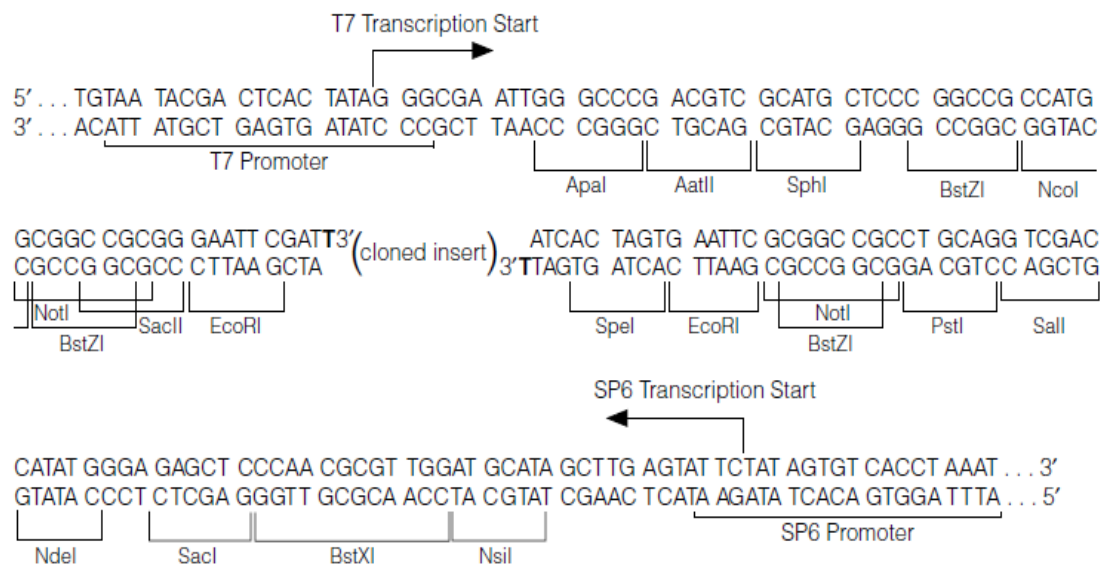 T7 Transcription Start
5′ . . . TGTAA TACGA CTCAC TATAG GGCGA ATTGG GCCCG ACGTC GCATG CTCCC GGCCG CCATG
3′ . . . ACATT ATGCT GAGTG ATATC CCGCT TAACC CGGGC TGCAG CGTAC GAGGG CCGGC GGTAC
T7 Promoter
ApaI AatII SphI BstZI NcoI
GCGGC CGCGG GAATT CGATT3′ (cloned insert) ATCAC TAGTG AATTC GCGGC CGCCT GCAGG TCGAC
CGCCG GCGCC CTTAA GCTA 3′TTAGTG ATCAC TTAAG CGCCG GCGGA CGTCC AGCTG
NotI SacII EcoRI SpeI EcoRI NotI PstI SalI
BstZI BstZI
SP6 Transcription Start
CATAT GGGA GAGCTC CCAA CGCGT TGGAT GCATA GCTTG AGTAT TCTAT AGTGT CACCT AAAT . . . 3′
GTATA CCCT CTCGAG GGTT GCGCA ACCTA CGTAT CGAAC TCATA AGATA TCACA GTGGA TTTA . . . 5′
SP6 Promoter
NdeI SacI BstXI NsiI